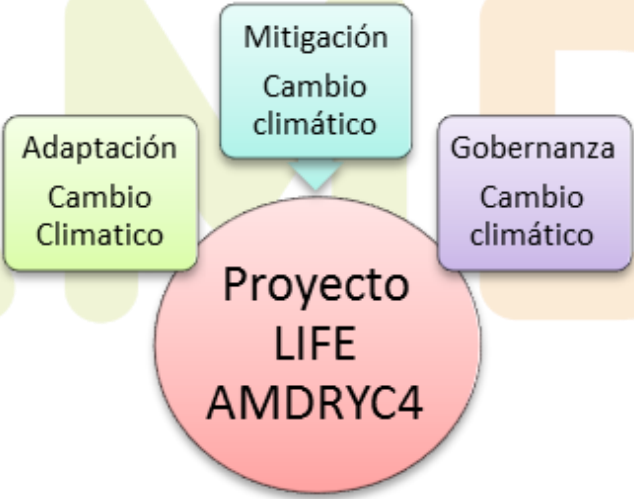 Mitigación
Cambio
climático
Adaptación
Cambio
Climatico
Gobernanza
Cambio
climático
Proyecto
LIFE
AMDRYC4